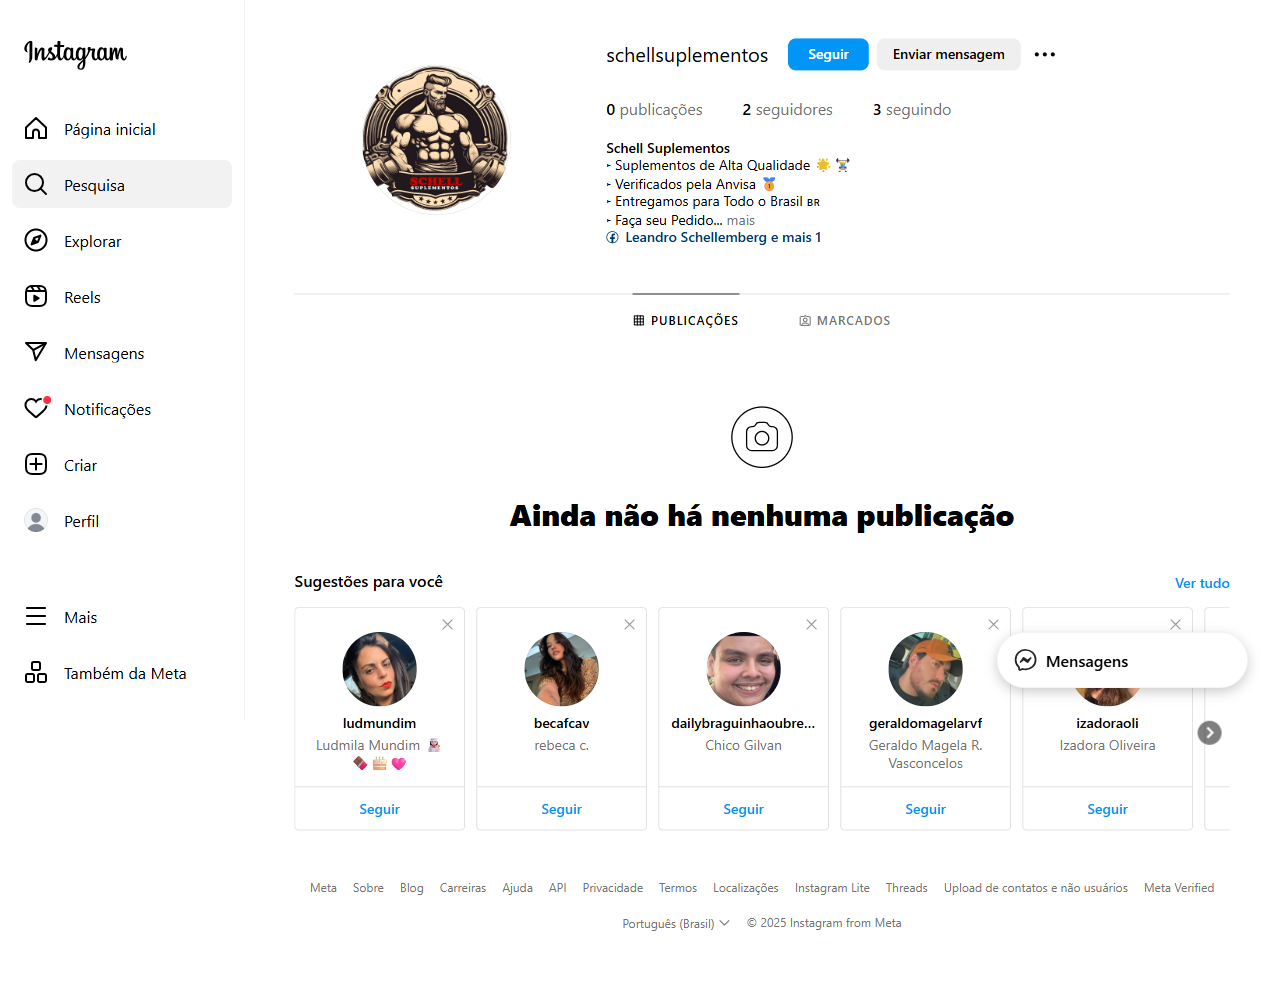 Instagram
Página inicial
Pesquisa
Explorar
Reels
Mensagens
Notificações
Criar
Perfil
Mais
Também da Meta
schellsuplementos
Seguir
Enviar mensagem
0 publicações
2 seguidores
3 seguindo
Schell Suplementos
▸ Suplementos de Alta Qualidade ☀️ 🏋️
▸ Verificados pela Anvisa 🥇
▸ Entregamos para Todo o Brasil BR
▸ Faça seu Pedido... mais
Leandro Schellemberg e mais 1
SCHELL
SUPLEMENTOS
PUBLICAÇÕES
MARCADOS
Ainda não há nenhuma publicação
Sugestões para você
Ver tudo
ludmundim
Ludmila Mundim 👩🏻‍🍳
🍫 🍰 💗
Seguir
becafcav
rebeca c.
Seguir
dailybraguinhaoubre...
Chico Gilvan
Seguir
geraldomagelarvf
Geraldo Magela R.
Vasconcelos
Seguir
izadoraoli
Izadora Oliveira
Seguir
Mensagens
Meta Sobre Blog Carreiras Ajuda API Privacidade Termos Localizações Instagram Lite Threads Upload de contatos e não usuários Meta Verified
Português (Brasil)
© 2025 Instagram from Meta